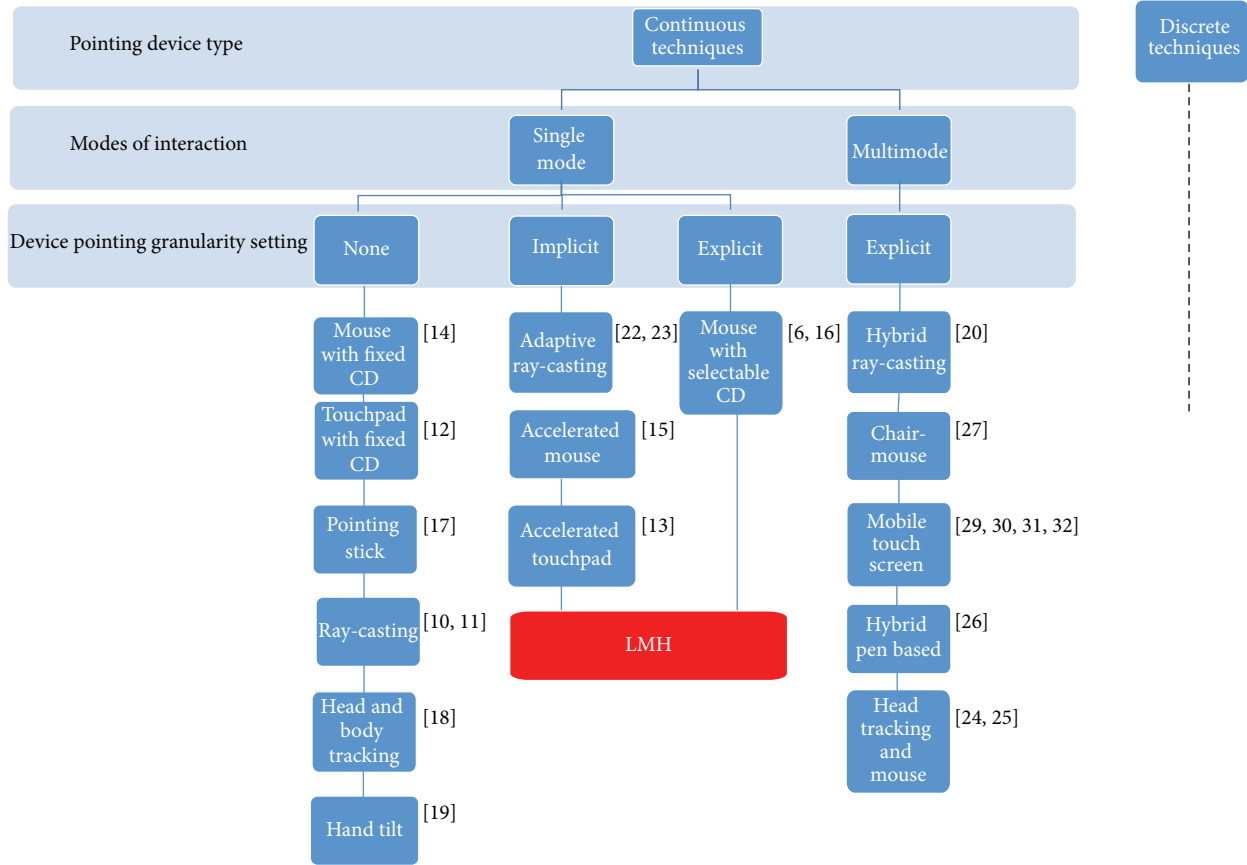 Pointing device type
Continuous
techniques
Discrete
techniques
Modes of interaction
Single
mode
Multimode
Device pointing granularity setting
None
Implicit
Explicit
Explicit
Mouse
with fixed
CD
[14]
Touchpad
with fixed
CD
[12]
Pointing
stick
[17]
Ray-casting
[10, 11]
Head and
body
tracking
[18]
Hand tilt
[19]
Adaptive
ray-casting
[22, 23]
Accelerated
mouse
[15]
Accelerated
touchpad
[13]
Mouse
with
selectable
CD
[6, 16]
LMH
Hybrid
ray-casting
[20]
Chair-
mouse
[27]
Mobile
touch
screen
[29, 30, 31, 32]
Hybrid
pen based
[26]
Head
tracking
and
mouse
[24, 25]